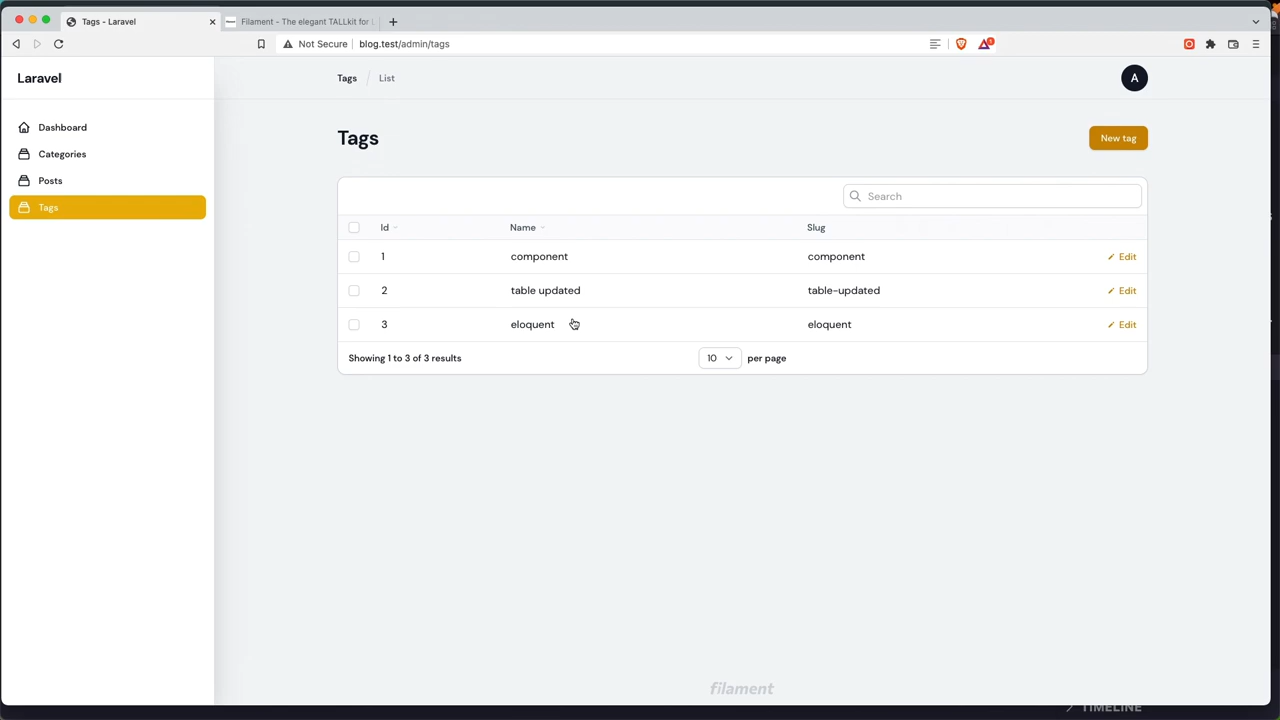 Tags - Laravel
Filament - The elegant TALLkit for L
Not Secure
blog.test/admin/tags
Laravel
Tags / List
A
Dashboard
Categories
Posts
Tags
Tags
New tag
Search
Id Name Slug
1 component component Edit
2 table updated table-updated Edit
3 eloquent eloquent Edit
Showing 1 to 3 of 3 results
10 per page
filament
TIMELINE